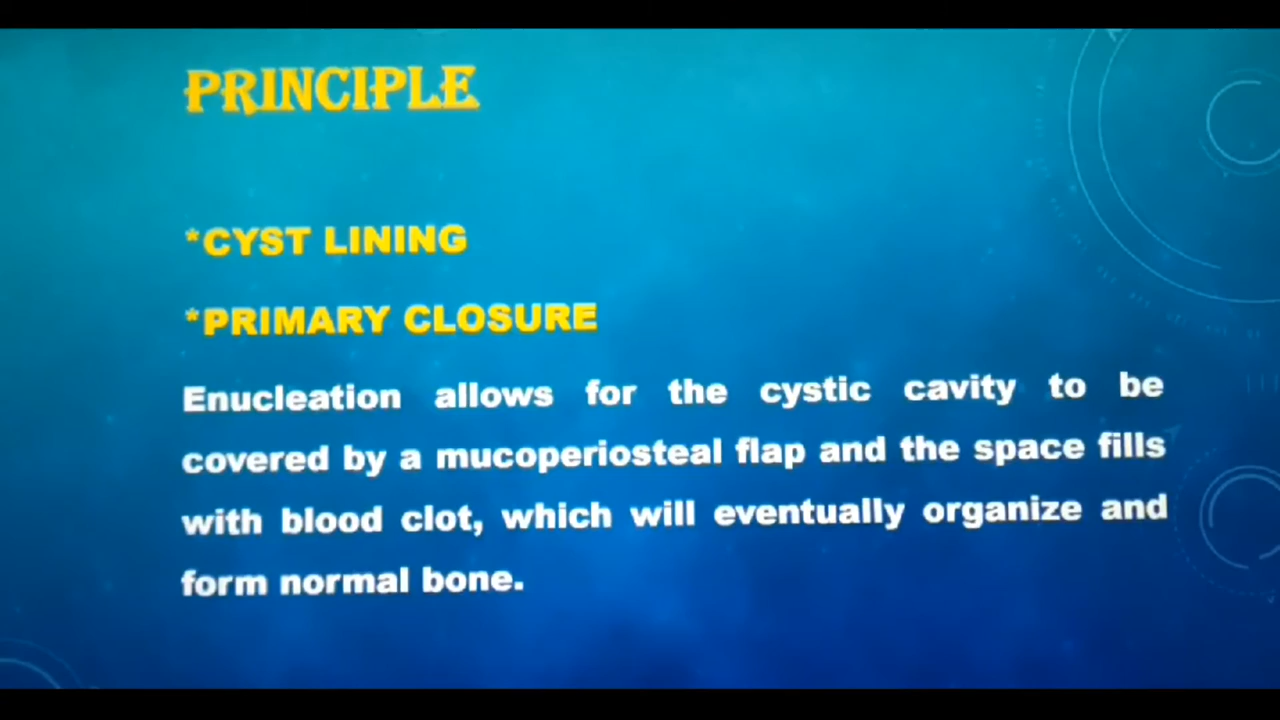 PRINCIPLE
*CYST LINING
*PRIMARY CLOSURE
Enucleation allows for the cystic cavity to be
covered by a mucoperiosteal flap and the space fills
with blood clot, which will eventually organize and
form normal bone.